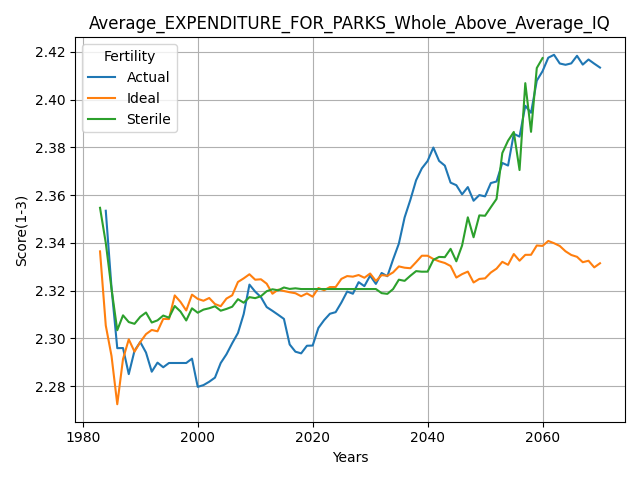 Average_EXPENDITURE_FOR_PARKS_Whole_Above_Average_IQ
Fertility
Actual
Ideal
Sterile
2.42
2.40
2.38
2.36
2.34
2.32
2.30
2.28
Score(1-3)
1980
2000
2020
2040
2060
Years